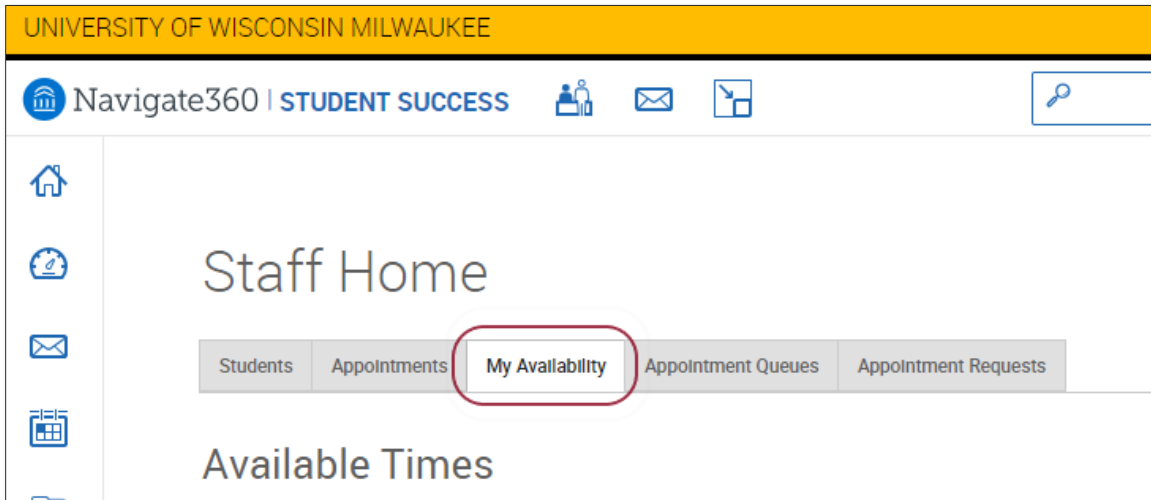 UNIVERSITY OF WISCONSIN MILWAUKEE
Navigate360 | STUDENT SUCCESS
Staff Home
Students Appointments My Availability Appointment Queues Appointment Requests
Available Times